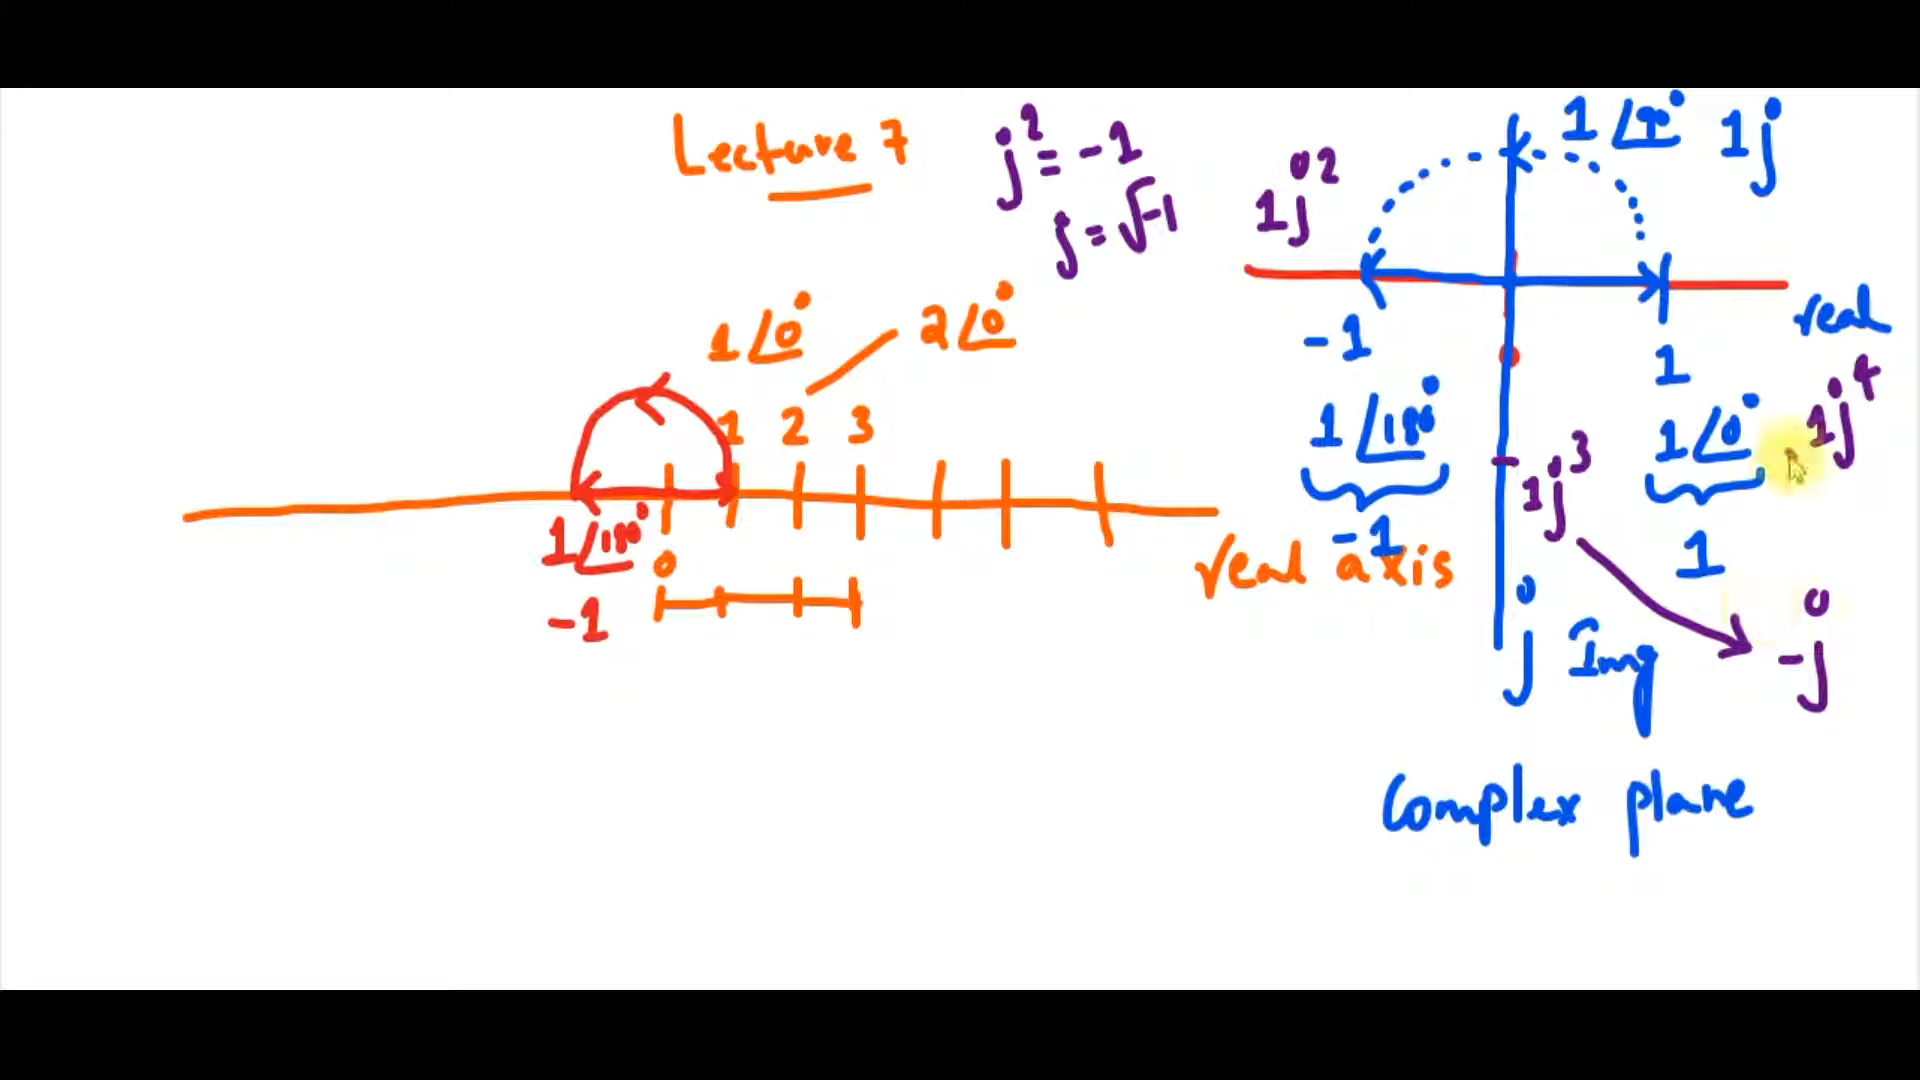 Lecture 7
j² = -1
j = √-1
1∠0°
2∠0°
1 2 3
0
1∠180°
-1
real axis
1∠90° 1j
1j²
real
-1
1
1∠180°
-1
1∠0°
1
1j⁴
1j³
-j
j Img
Complex plane